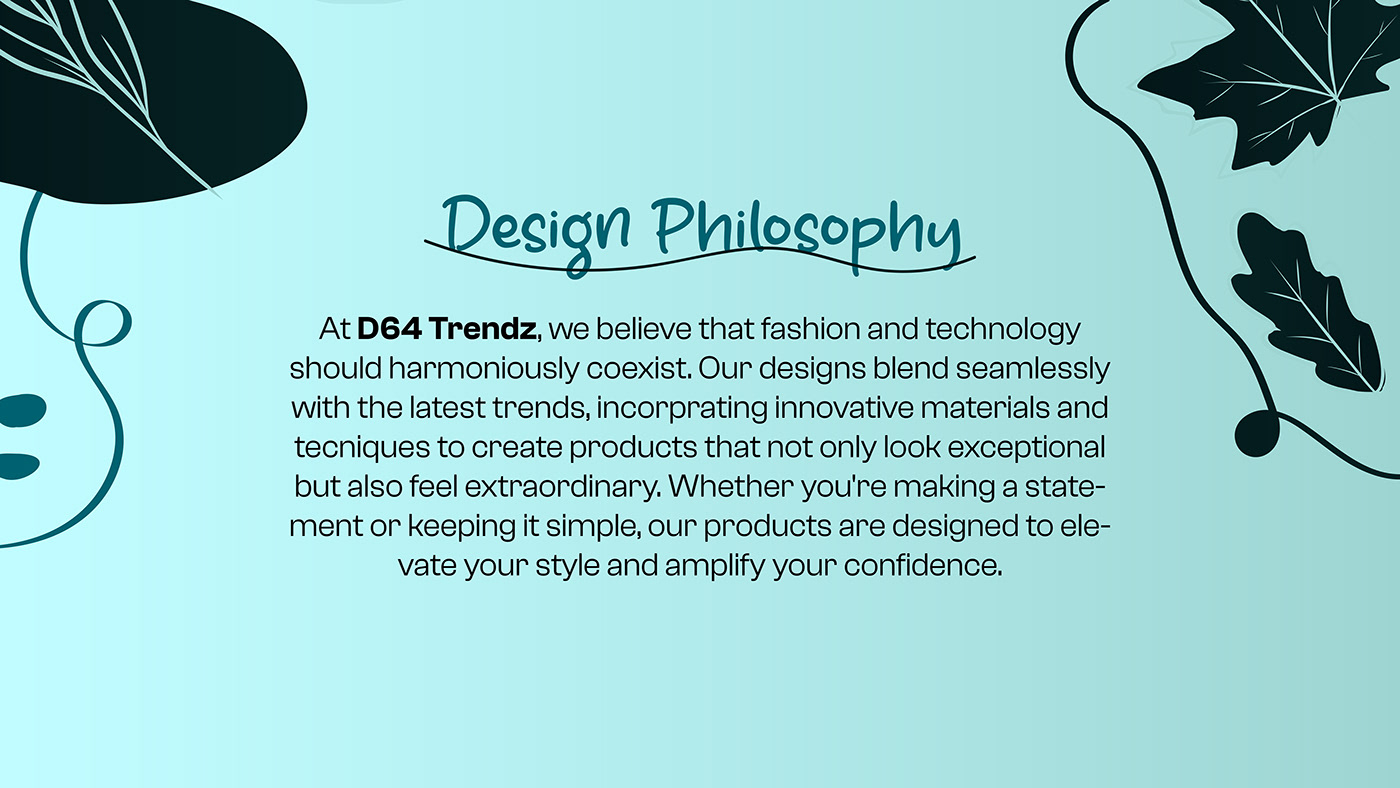 Design Philosophy
At D64 Trendz, we believe that fashion and technology
should harmoniously coexist. Our designs blend seamlessly
with the latest trends, incorprating innovative materials and
tecniques to create products that not only look exceptional
but also feel extraordinary. Whether you're making a state-
ment or keeping it simple, our products are designed to ele-
vate your style and amplify your confidence.